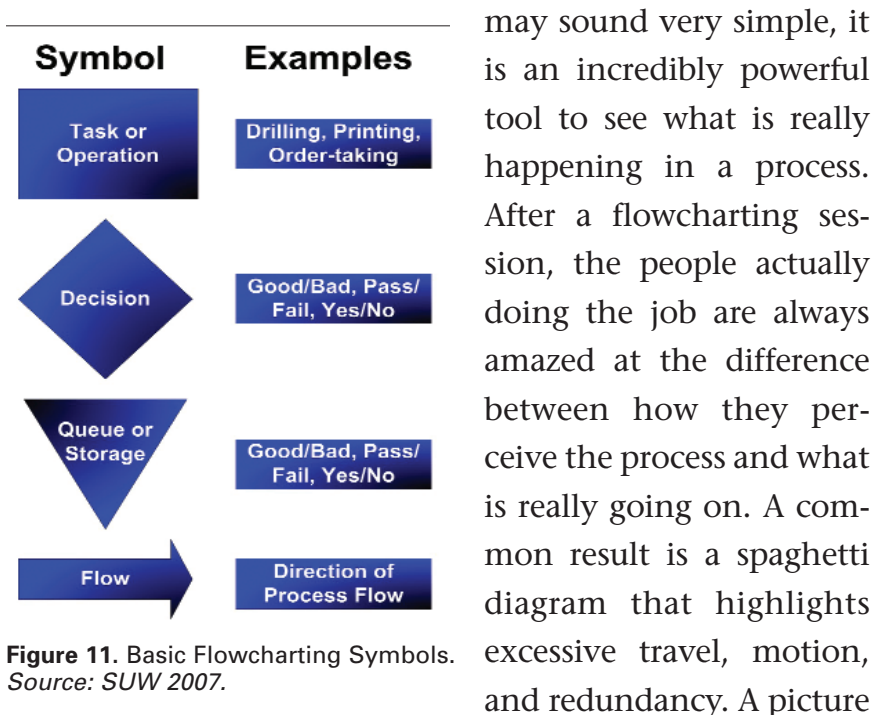 Symbol Examples
Task or
Operation
Drilling, Printing,
Order-taking
Decision
Good/Bad, Pass/
Fail, Yes/No
Queue or
Storage
Good/Bad, Pass/
Fail, Yes/No
Flow
Direction of
Process Flow
Figure 11. Basic Flowcharting Symbols.
Source: SUW 2007.
may sound very simple, it
is an incredibly powerful
tool to see what is really
happening in a process.
After a flowcharting ses-
sion, the people actually
doing the job are always
amazed at the difference
between how they per-
ceive the process and what
is really going on. A com-
mon result is a spaghetti
diagram that highlights
excessive travel, motion,
and redundancy. A picture